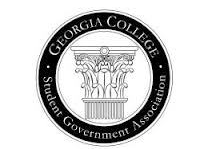 GEORGIA COLLEGE
Student Government Association